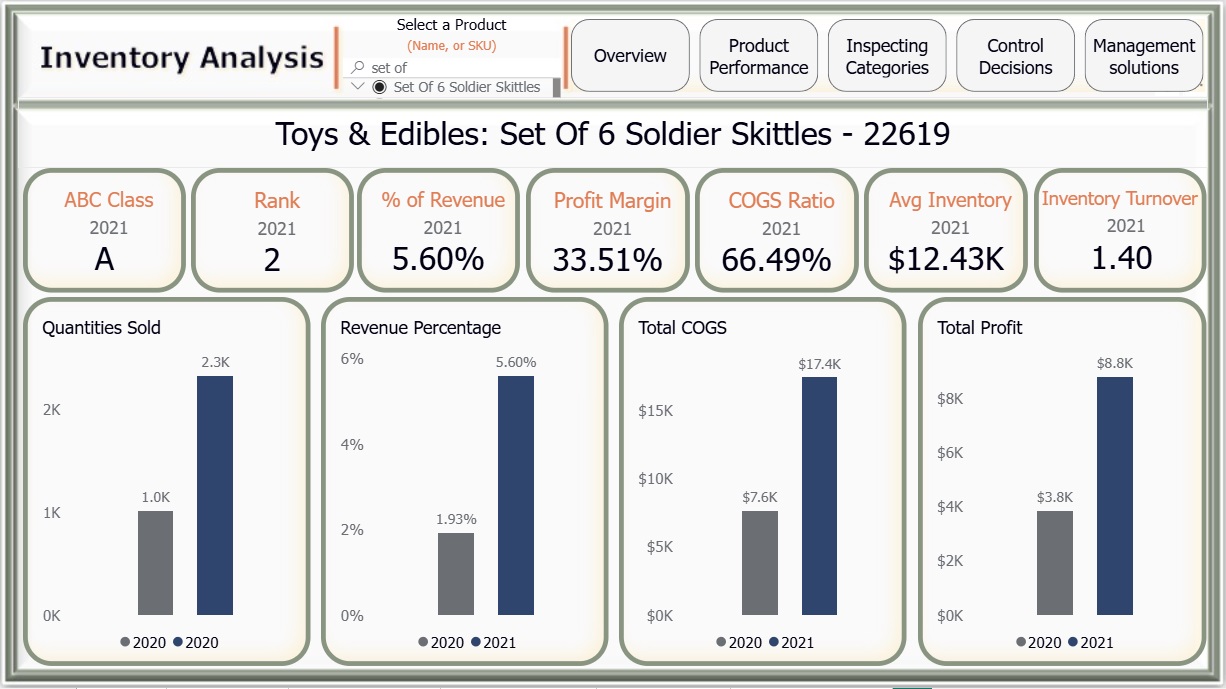 Inventory Analysis
Select a Product
(Name, or SKU)
set of
Set Of 6 Soldier Skittles
Overview
Product
Performance
Inspecting
Categories
Control
Decisions
Management
solutions
Toys & Edibles: Set Of 6 Soldier Skittles - 22619
ABC Class
2021
A
Rank
2021
2
% of Revenue
2021
5.60%
Profit Margin
2021
33.51%
COGS Ratio
2021
66.49%
Avg Inventory
2021
$12.43K
Inventory Turnover
2021
1.40
Quantities Sold
2.3K
2K
1.0K
1K
0K
2020 2020
Revenue Percentage
6%
5.60%
4%
1.93%
2%
0%
2020 2021
Total COGS
$17.4K
$15K
$10K
$7.6K
$5K
$0K
2020 2021
Total Profit
$8.8K
$8K
$6K
$3.8K
$4K
$2K
$0K
2020 2021